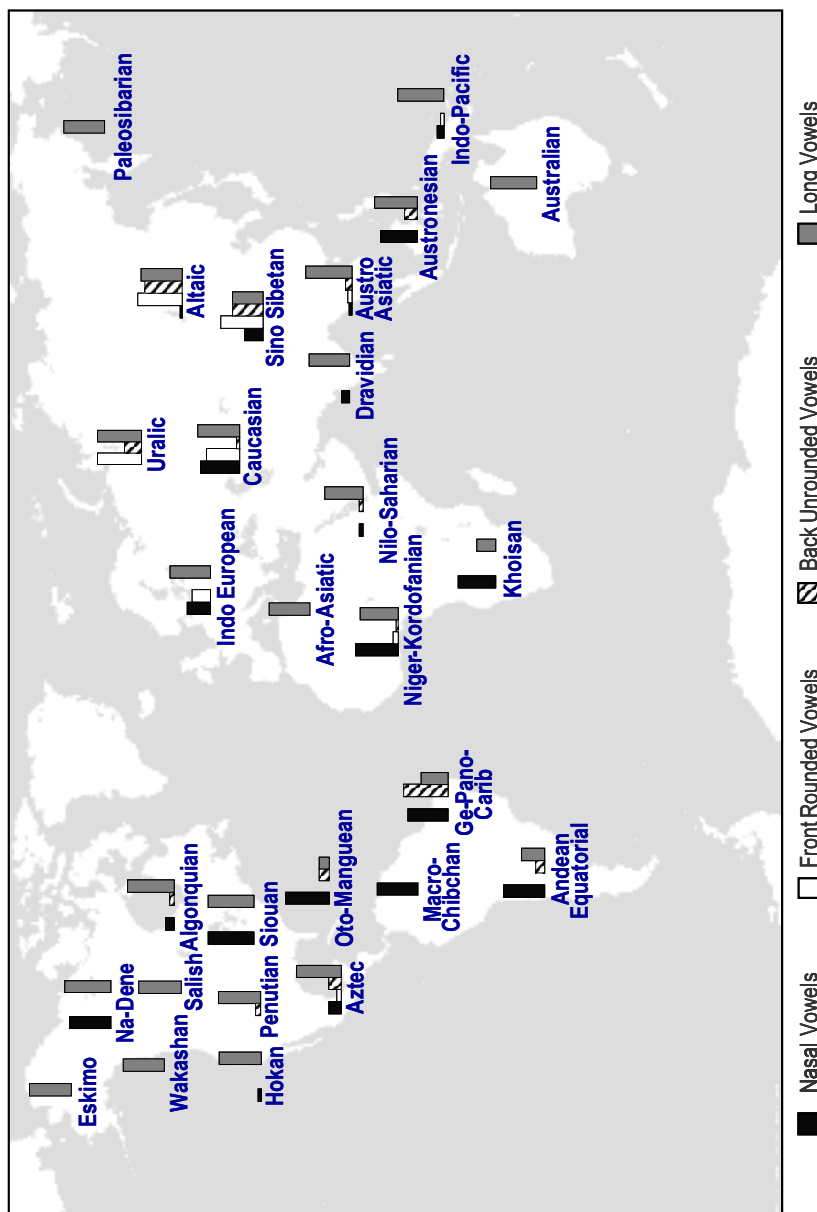 Paleosibarian
Eskimo
Na-Dene
Uralic
Altaic
Wakashan
Salish
Algonquian
Indo European
Caucasian
Sino Sibetan
Hokan
Penutian
Siouan
Afro-Asiatic
Dravidian
Austro
Asiatic
Aztec
Oto-Manguean
Niger-Kordofanian
Nilo-Saharian
Austronesian
Indo-Pacific
Macro-
Chibchan
Ge-Pano-
Carib
Khoisan
Australian
Andean
Equatorial
Nasal Vowels
Front Rounded Vowels
Back Unrounded Vowels
Long Vowels